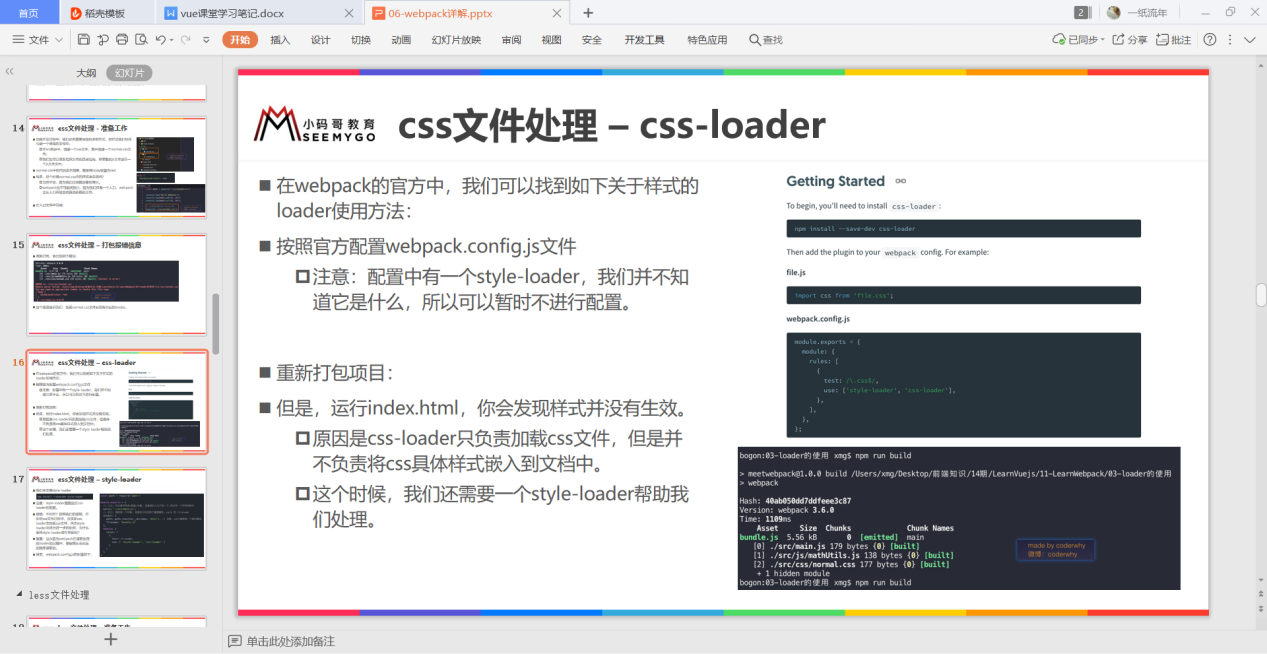 首页
稻壳模板
vue课堂学习笔记.docx
06-webpack详解.pptx
2
一纸流年
文件
开始
插入
设计
切换
动画
幻灯片放映
审阅
视图
安全
开发工具
特色应用
查找
已同步
分享
批注
大纲
幻灯片
14
css文件处理 - 准备工作
15
css文件处理 – 打包报错信息
16
css文件处理 – css-loader
17
css文件处理 – style-loader
less文件处理
18
小码哥教育
SEEMYGO
css文件处理 – css-loader
在webpack的官方中，我们可以找到如下关于样式的
loader使用方法：
按照官方配置webpack.config.js文件
注意：配置中有一个style-loader，我们并不知
道它是什么，所以可以暂时不进行配置。
重新打包项目：
但是，运行index.html，你会发现样式并没有生效。
原因是css-loader只负责加载css文件，但是并
不负责将css具体样式嵌入到文档中。
这个时候，我们还需要一个style-loader帮助我
们处理。
Getting Started
To begin, you'll need to install css-loader :
npm install --save-dev css-loader
Then add the plugin to your webpack config. For example:
file.js
import css from 'file.css';
webpack.config.js
module.exports = {
module: {
rules: [
{
test: /\.css$/,
use: ['style-loader', 'css-loader'],
},
],
},
};
bogon:03-loader的使用 xmg$ npm run build
> meetwebpack@1.0.0 build /Users/xmg/Desktop/前端知识/14期/LearnVuejs/11-LearnWebpack/03-loader的使用
> webpack
Hash: 40ab050dd7ddfeee3c87
Version: webpack 3.6.0
Time: 1109ms
Asset Size Chunks Chunk Names
bundle.js 5.56 kB 0 [emitted] main
[0] ./src/main.js 179 bytes {0} [built]
[1] ./src/js/mathUtils.js 138 bytes {0} [built]
[2] ./src/css/normal.css 177 bytes {0} [built]
+ 1 hidden module
bogon:03-loader的使用 xmg$ npm run build
made by coderwhy
微博：coderwhy
单击此处添加备注